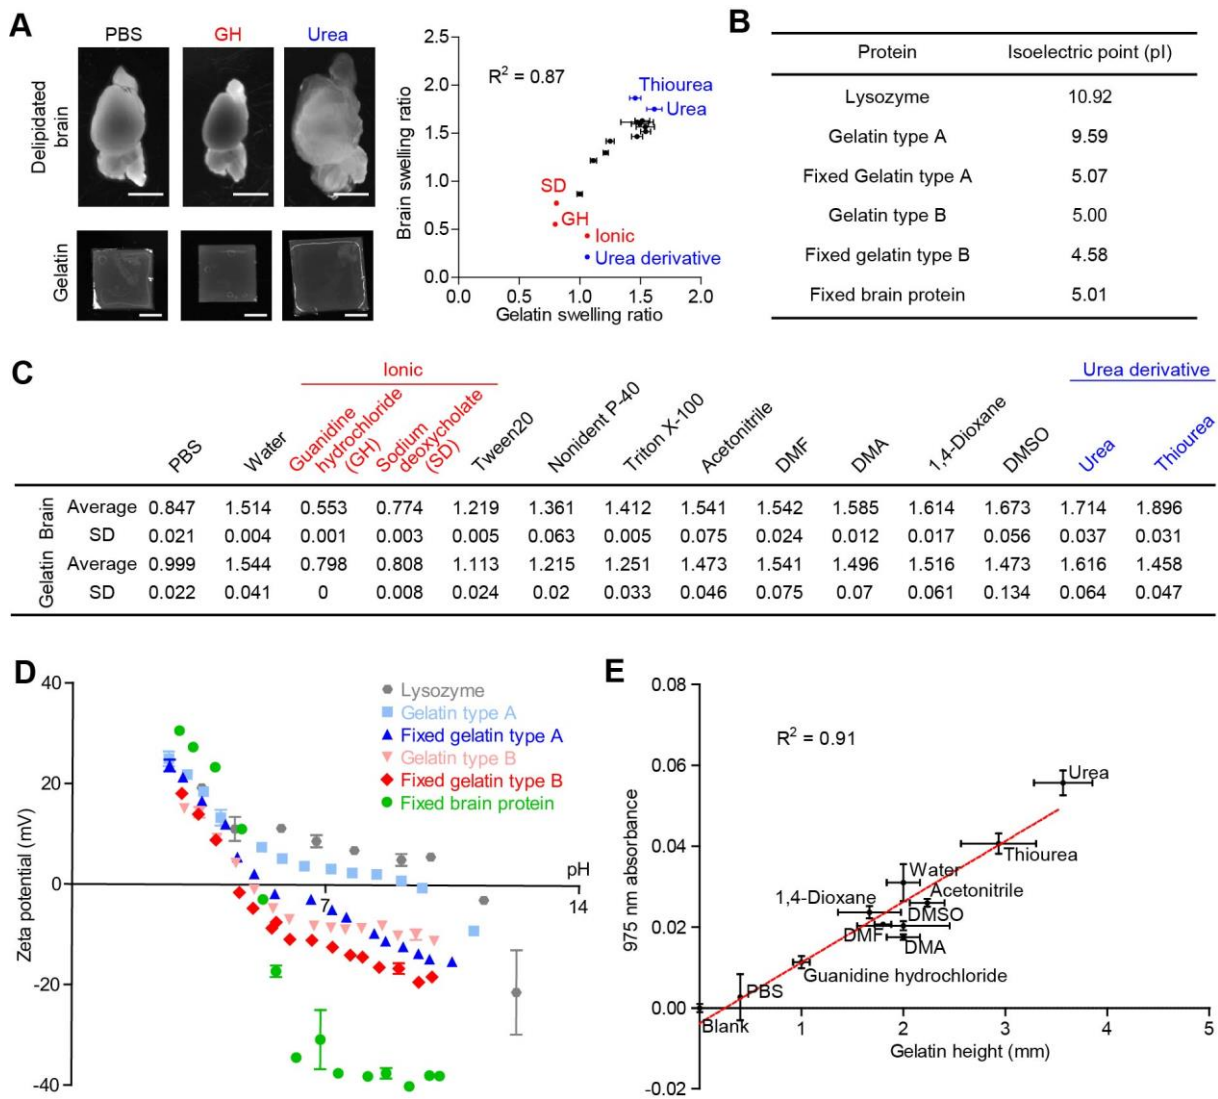 A
PBS
GH
Urea
Delipidated
brain
Gelatin
2.5
2.0
1.5
1.0
0.5
0.0
Brain swelling ratio
R² = 0.87
Thiourea
Urea
SD
GH
Ionic
Urea derivative
0.0 0.5 1.0 1.5 2.0
Gelatin swelling ratio
B
Protein Isoelectric point (pI)
Lysozyme 10.92
Gelatin type A 9.59
Fixed Gelatin type A 5.07
Gelatin type B 5.00
Fixed gelatin type B 4.58
Fixed brain protein 5.01
C
Ionic
Urea derivative
PBS
Water
Guanidine
hydrochloride
(GH)
Sodium
deoxycholate
(SD)
Tween20
Nonident P-40
Triton X-100
Acetonitrile
DMF
DMA
1,4-Dioxane
DMSO
Urea
Thiourea
Brain
Average 0.847 1.514 0.553 0.774 1.219 1.361 1.412 1.541 1.542 1.585 1.614 1.673 1.714 1.896
SD 0.021 0.004 0.001 0.003 0.005 0.063 0.005 0.075 0.024 0.012 0.017 0.056 0.037 0.031
Gelatin
Average 0.999 1.544 0.798 0.808 1.113 1.215 1.251 1.473 1.541 1.496 1.516 1.473 1.616 1.458
SD 0.022 0.041 0 0.008 0.024 0.02 0.033 0.046 0.075 0.07 0.061 0.134 0.064 0.047
D
40
20
0
-20
-40
Zeta potential (mV)
Lysozyme
Gelatin type A
Fixed gelatin type A
Gelatin type B
Fixed gelatin type B
Fixed brain protein
pH
7
14
E
0.08
0.06
0.04
0.02
0.00
-0.02
975 nm absorbance
R² = 0.91
Urea
Thiourea
Water
Acetonitrile
1,4-Dioxane
DMSO
DMF
DMA
Guanidine hydrochloride
PBS
Blank
1 2 3 4 5
Gelatin height (mm)